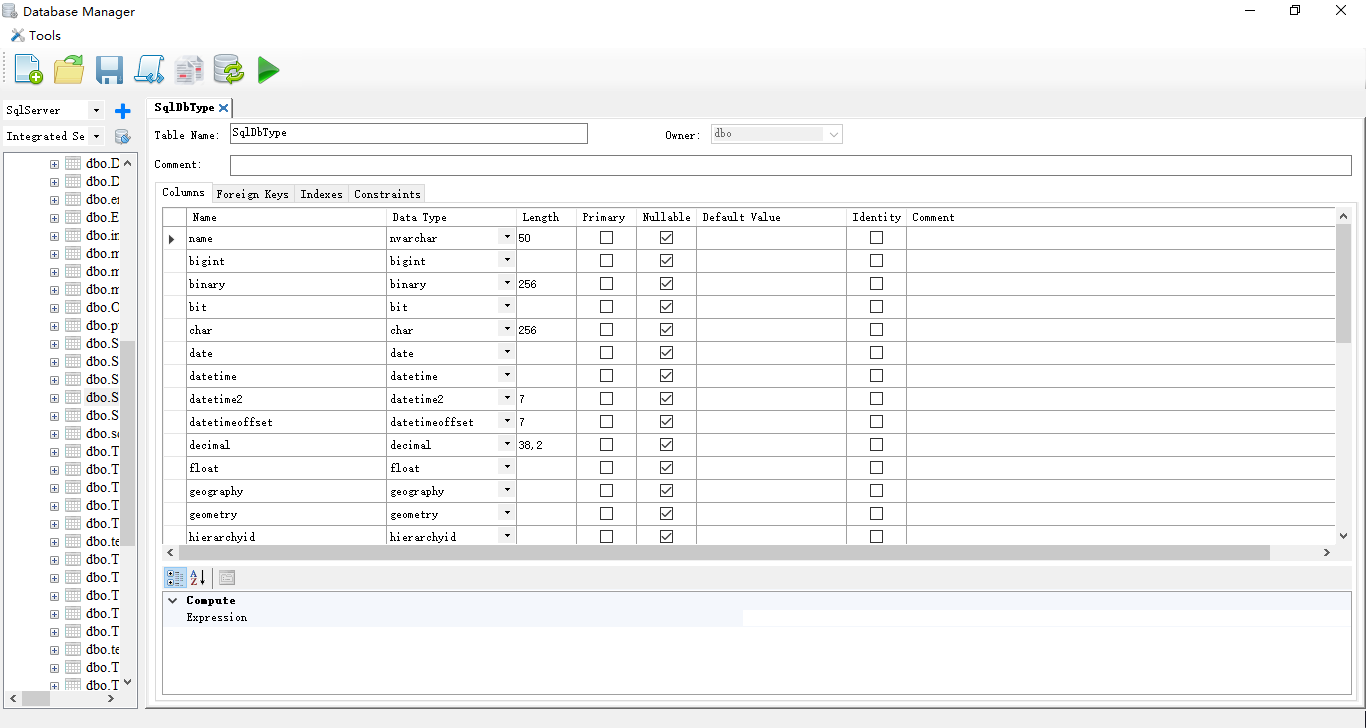 Database Manager
Tools
SqlServer
Integrated Se
dbo.D
dbo.D
dbo.er
dbo.E
dbo.in
dbo.m
dbo.m
dbo.m
dbo.O
dbo.p
dbo.S
dbo.S
dbo.S
dbo.S
dbo.S
dbo.sc
dbo.T
dbo.T
dbo.T
dbo.T
dbo.T
dbo.te
dbo.T
dbo.T
dbo.T
dbo.T
dbo.T
dbo.te
dbo.T
dbo.T
SqlDbType
Table Name: SqlDbType Owner: dbo
Comment:
Columns Foreign Keys Indexes Constraints
Name Data Type Length Primary Nullable Default Value Identity Comment
name nvarchar 50
bigint bigint
binary binary 256
bit bit
char char 256
date date
datetime datetime
datetime2 datetime2 7
datetimeoffset datetimeoffset 7
decimal decimal 38,2
float float
geography geography
geometry geometry
hierarchyid hierarchyid
Compute
Expression